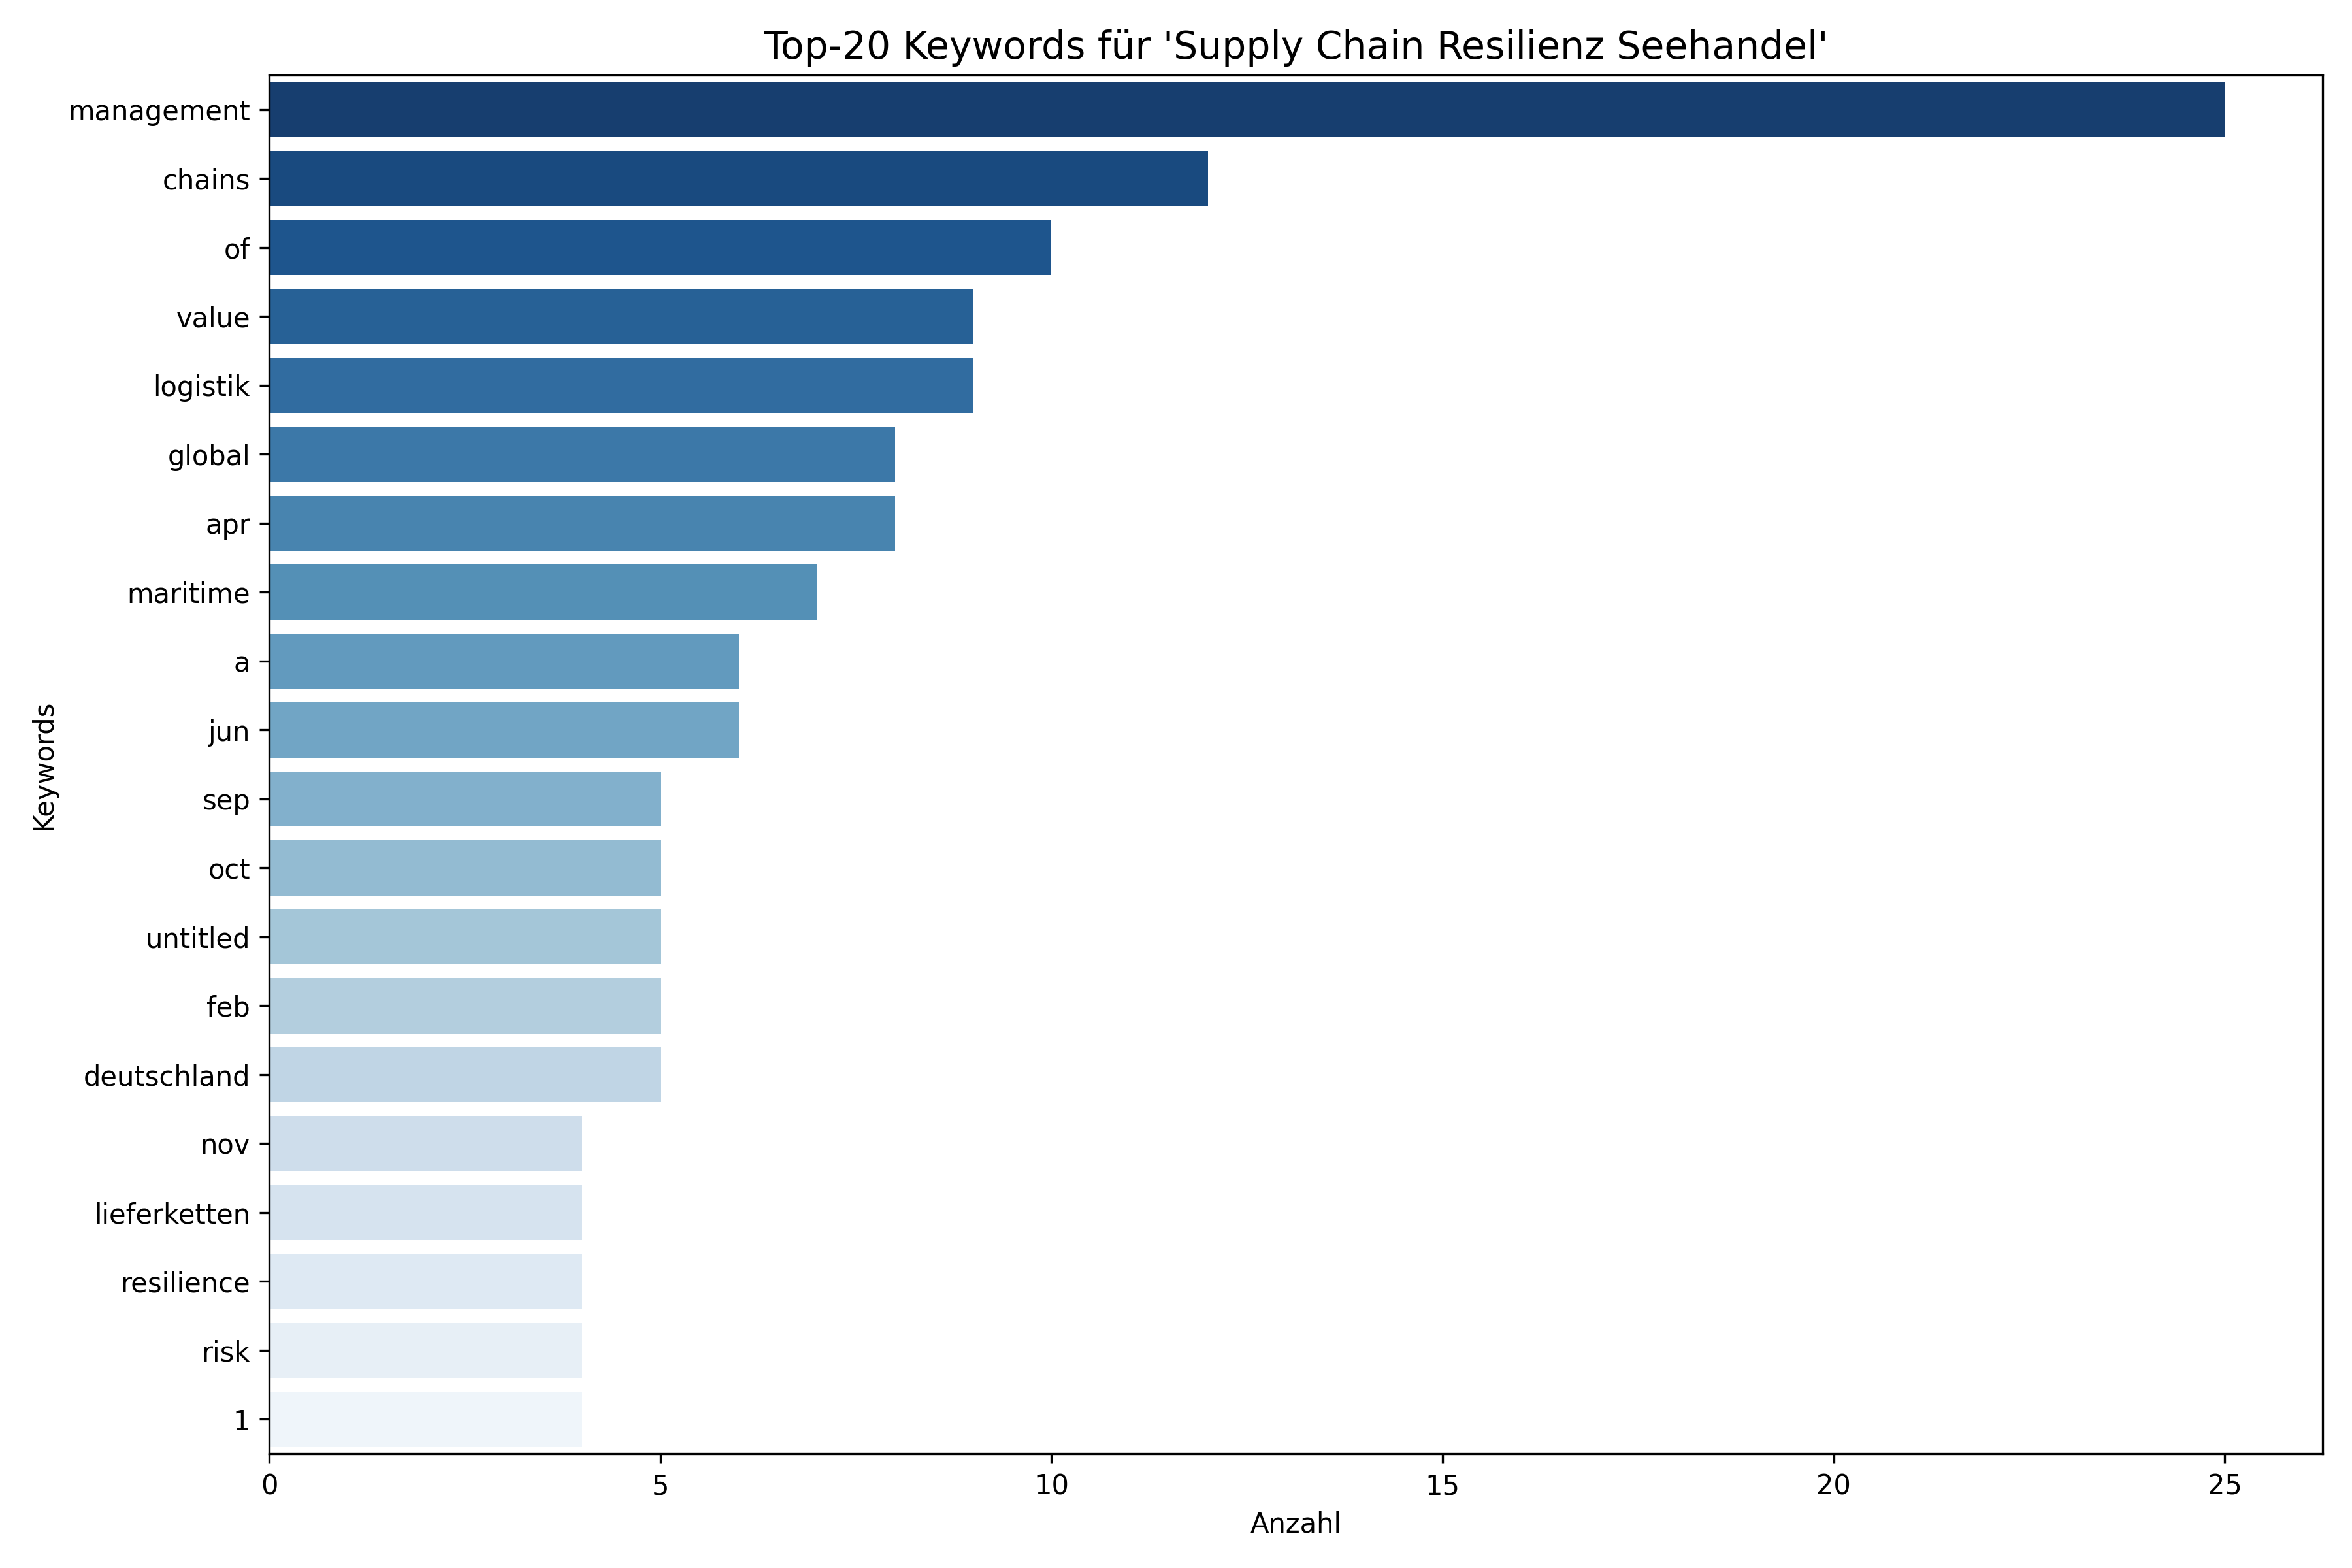 Top-20 Keywords für 'Supply Chain Resilienz Seehandel'
management
chains
of
value
logistik
global
apr
maritime
a
jun
sep
oct
untitled
feb
deutschland
nov
lieferketten
resilience
risk
1
Keywords
0 5 10 15 20 25
Anzahl